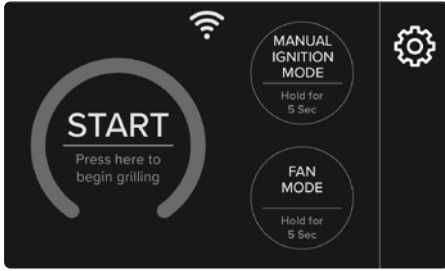 START
Press here to
begin grilling
MANUAL
IGNITION
MODE
Hold for
5 Sec
FAN
MODE
Hold for
5 Sec